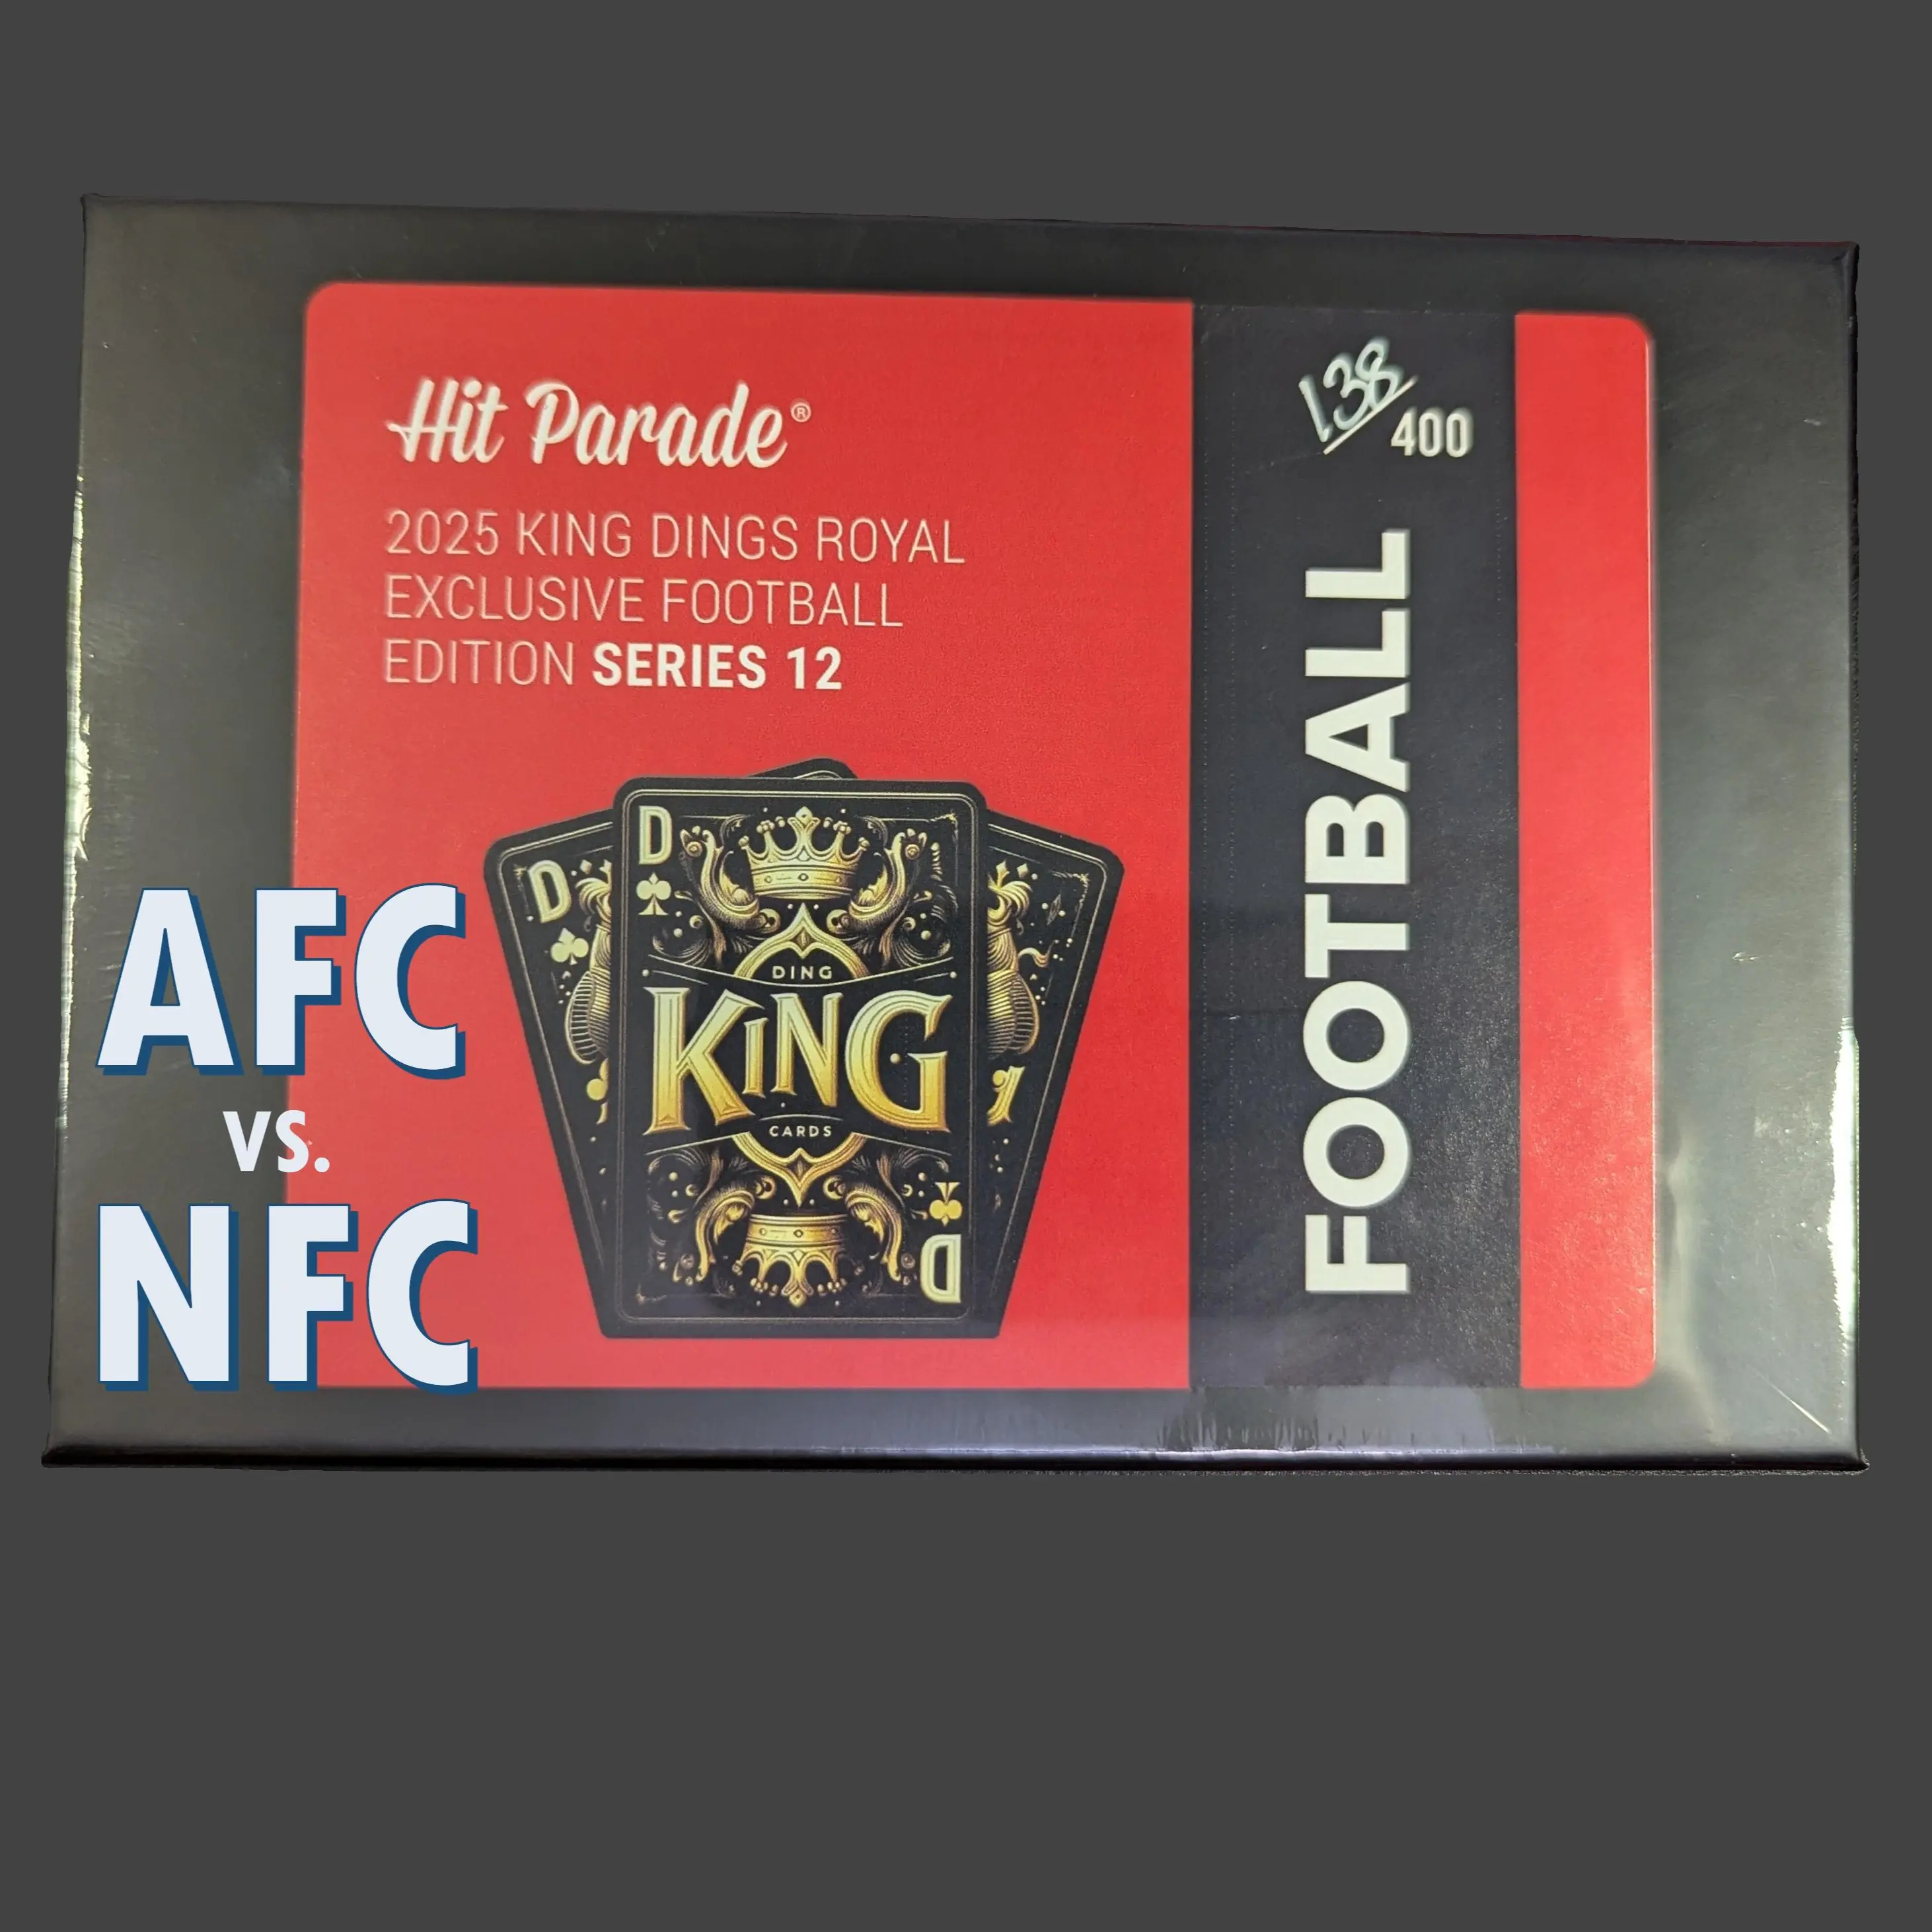 Hit Parade®
2025 KING DINGS ROYAL
EXCLUSIVE FOOTBALL
EDITION SERIES 12
138/400
FOOTBALL
D
D
DING
KING
CARDS
D
AFC
VS.
NFC